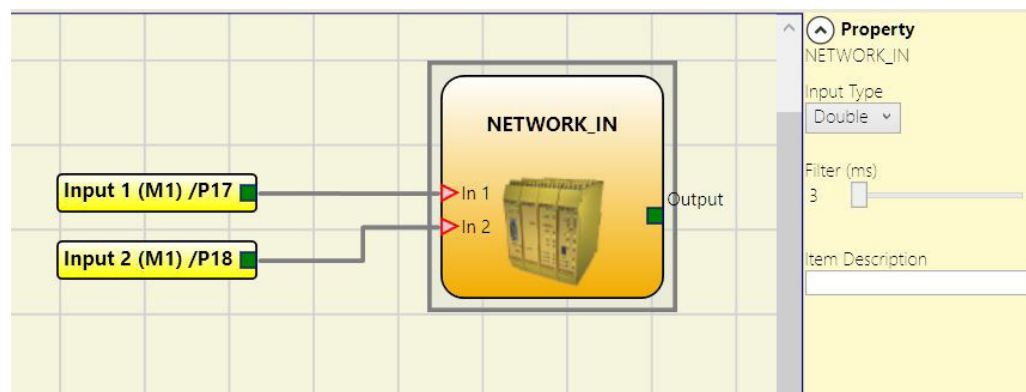 NETWORK_IN
Input 1 (M1) /P17
In 1
Output
In 2
Input 2 (M1) /P18
Property
NETWORK_IN
Input Type
Double
Filter (ms)
3
Item Description